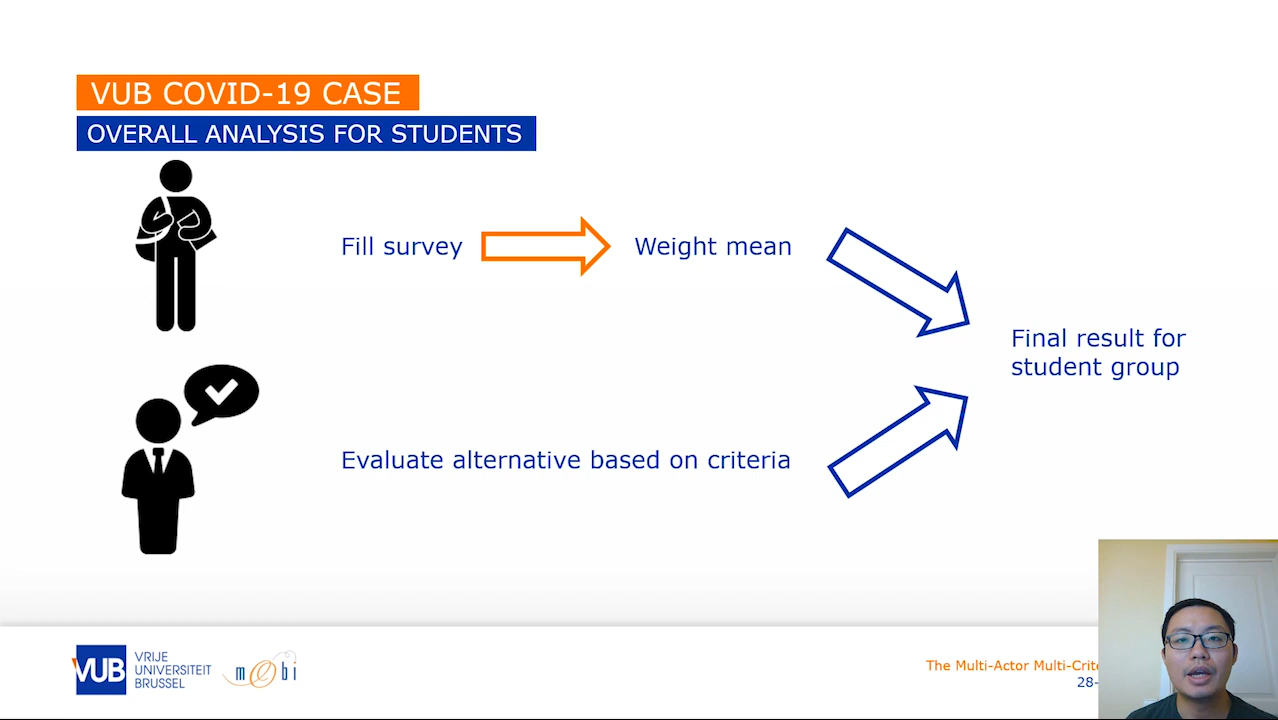 VUB COVID-19 CASE
OVERALL ANALYSIS FOR STUDENTS
Fill survey
Weight mean
Final result for
student group
Evaluate alternative based on criteria
VUB
VRIJE
UNIVERSITEIT
BRUSSEL
mobi
The Multi-Actor Multi-Crite
28-